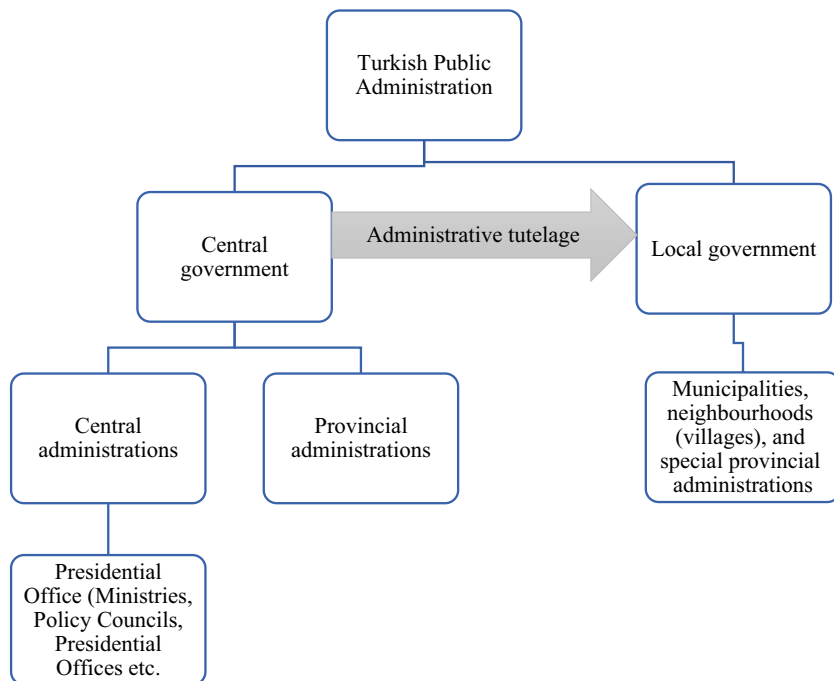 Turkish Public
Administration
Central
government
Administrative tutelage
Local government
Central
administrations
Provincial
administrations
Municipalities,
neighbourhoods
(villages), and
special provincial
administrations
Presidential
Office (Ministries,
Policy Councils,
Presidential
Offices etc.